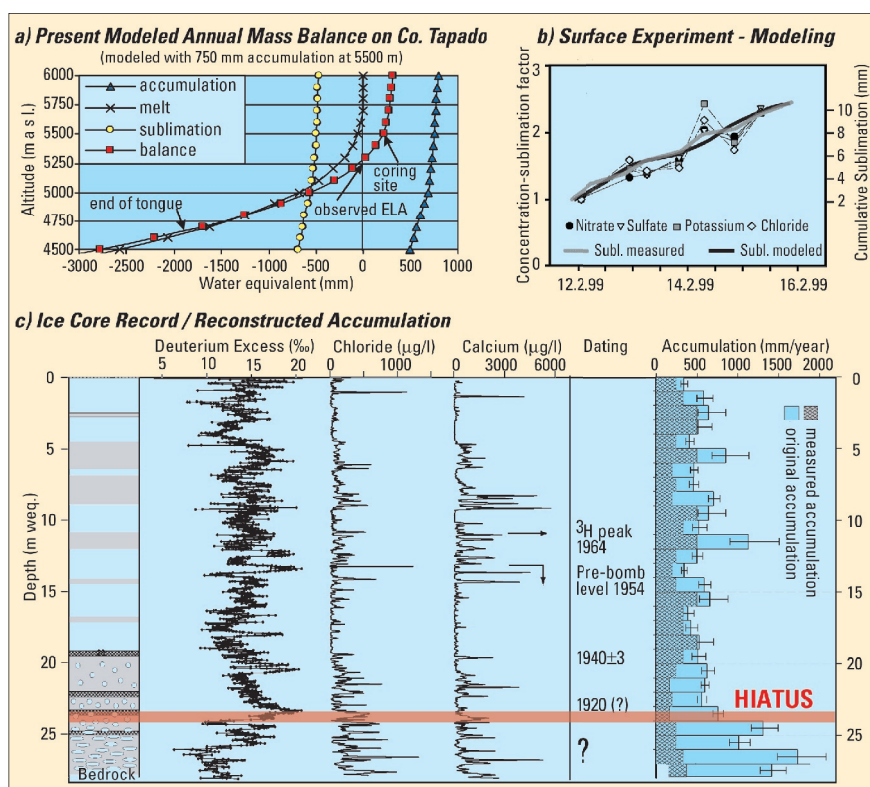 a) Present Modeled Annual Mass Balance on Co. Tapado
(modeled with 750 mm accumulation at 5500 m)
Altitude (m a s l.)
6000
5750
5500
5250
5000
4750
4500
accumulation
melt
sublimation
balance
coring
site
observed ELA
end of tongue
-3000 -2500 -2000 -1500 -1000 -500 0 500 1000
Water equivalent (mm)
b) Surface Experiment - Modeling
Concentration-sublimation factor
3
2
1
0
Cumulative Sublimation (mm)
10
8
6
4
2
Nitrate Sulfate Potassium Chloride
Subl. measured Subl. modeled
12.2.99 14.2.99 16.2.99
c) Ice Core Record / Reconstructed Accumulation
Deuterium Excess (‰) Chloride (µg/l) Calcium (µg/l) Dating Accumulation (mm/year)
5 10 15 20 0 1000 0 3000 6000 0 500 1000 1500 2000
Depth (m weq.)
0
5
10
15
20
25
Bedrock
3H peak
1964
Pre-bomb
level 1954
1940±3
1920 (?)
?
measured accumulation
original accumulation
HIATUS
0
5
10
15
20
25